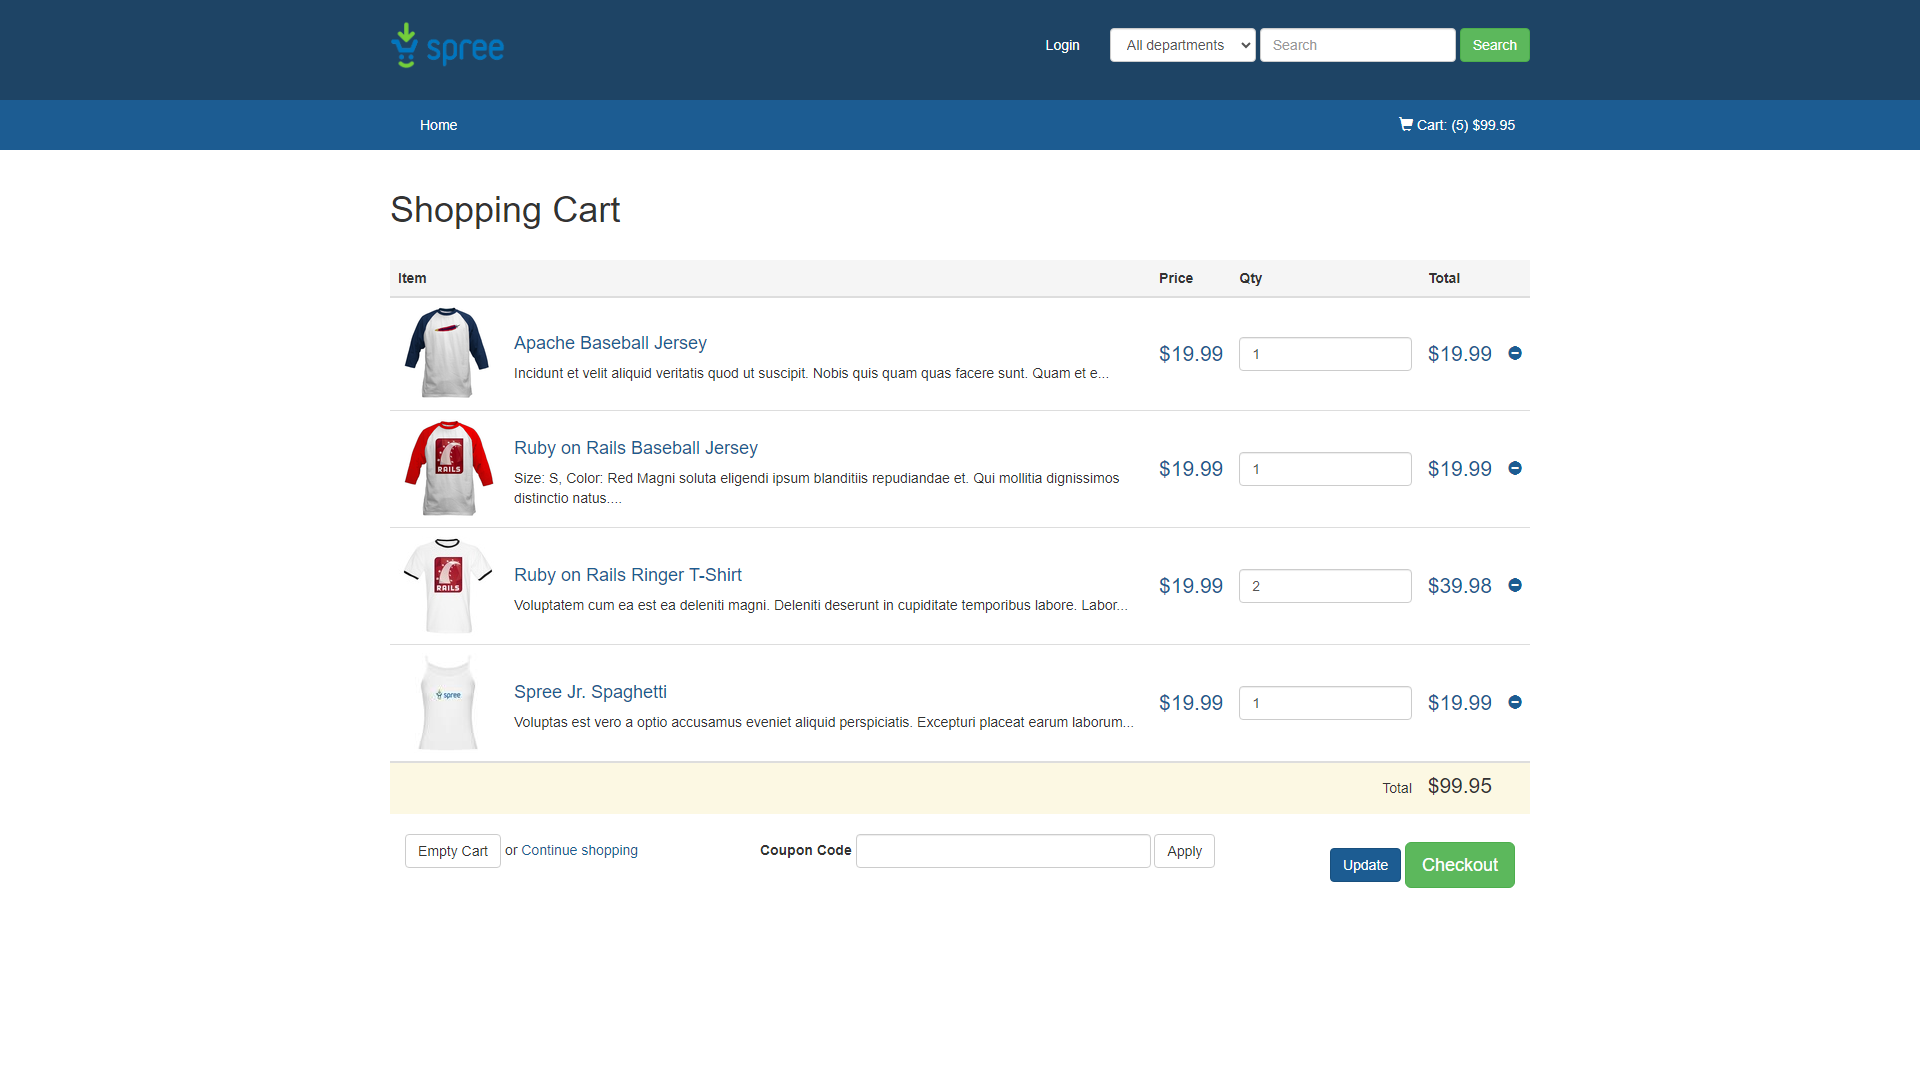 spree
Login
All departments
Search
Search
Home
Cart: (5) $99.95
Shopping Cart
Item Price Qty Total
Apache Baseball Jersey
Incidunt et velit aliquid veritatis quod ut suscipit. Nobis quis quam quas facere sunt. Quam et e...
$19.99 1 $19.99
RAILS
Ruby on Rails Baseball Jersey
Size: S, Color: Red Magni soluta eligendi ipsum blanditiis repudiandae et. Qui mollitia dignissimos
distinctio natus....
$19.99 1 $19.99
RAILS
Ruby on Rails Ringer T-Shirt
Voluptatem cum ea est ea deleniti magni. Deleniti deserunt in cupiditate temporibus labore. Labor...
$19.99 2 $39.98
spree
Spree Jr. Spaghetti
Voluptas est vero a optio accusamus eveniet aliquid perspiciatis. Excepturi placeat earum laborum...
$19.99 1 $19.99
Total $99.95
Empty Cart or Continue shopping
Coupon Code
Apply
Update
Checkout